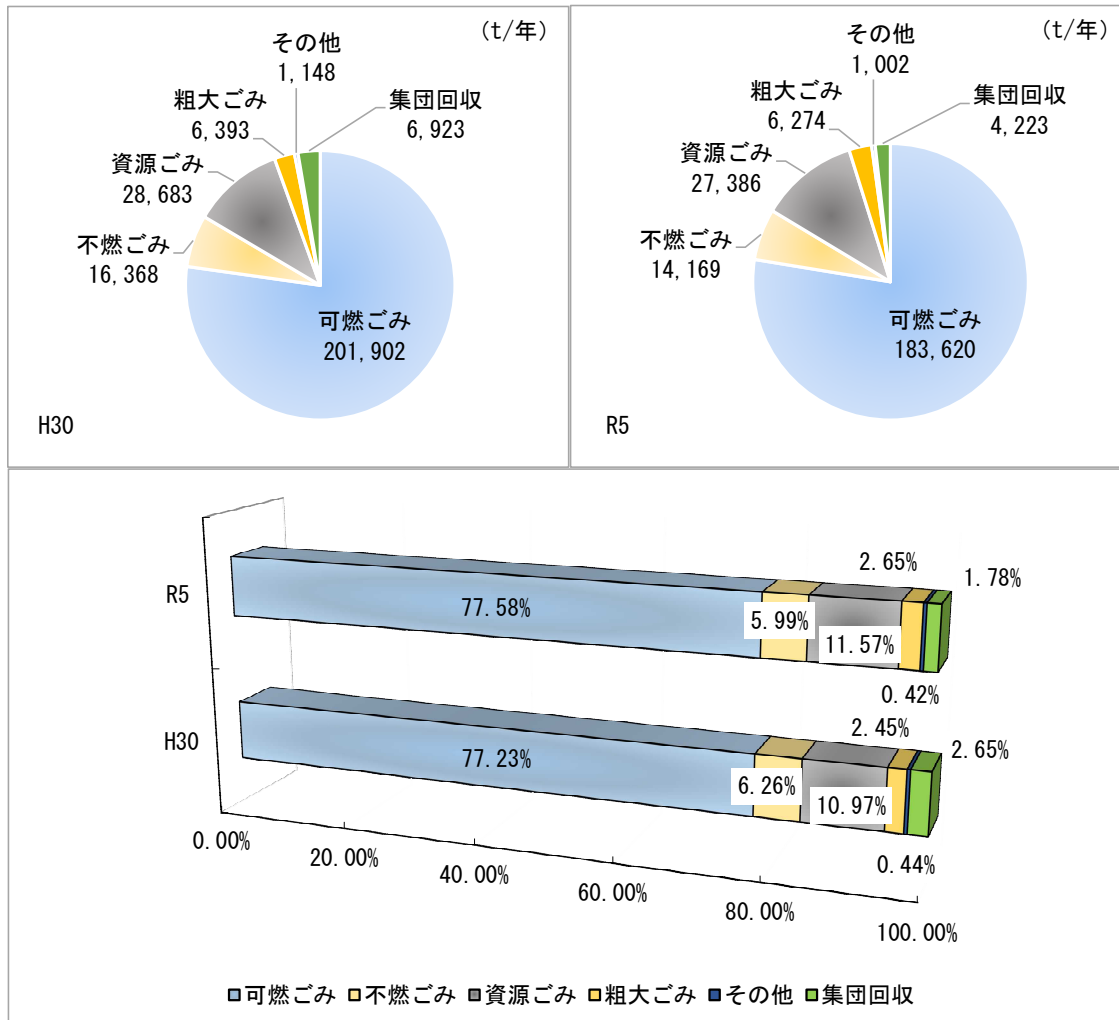 (t/年)
その他
1,148
粗大ごみ
6,393
集団回収
6,923
資源ごみ
28,683
不燃ごみ
16,368
可燃ごみ
201,902
H30
(t/年)
その他
1,002
粗大ごみ
6,274
集団回収
4,223
資源ごみ
27,386
不燃ごみ
14,169
可燃ごみ
183,620
R5
R5
77.58%
5.99%
11.57%
2.65%
0.42%
1.78%
H30
77.23%
6.26%
10.97%
2.45%
0.44%
2.65%
0.00%
20.00%
40.00%
60.00%
80.00%
100.00%
可燃ごみ 不燃ごみ 資源ごみ 粗大ごみ その他 集団回収